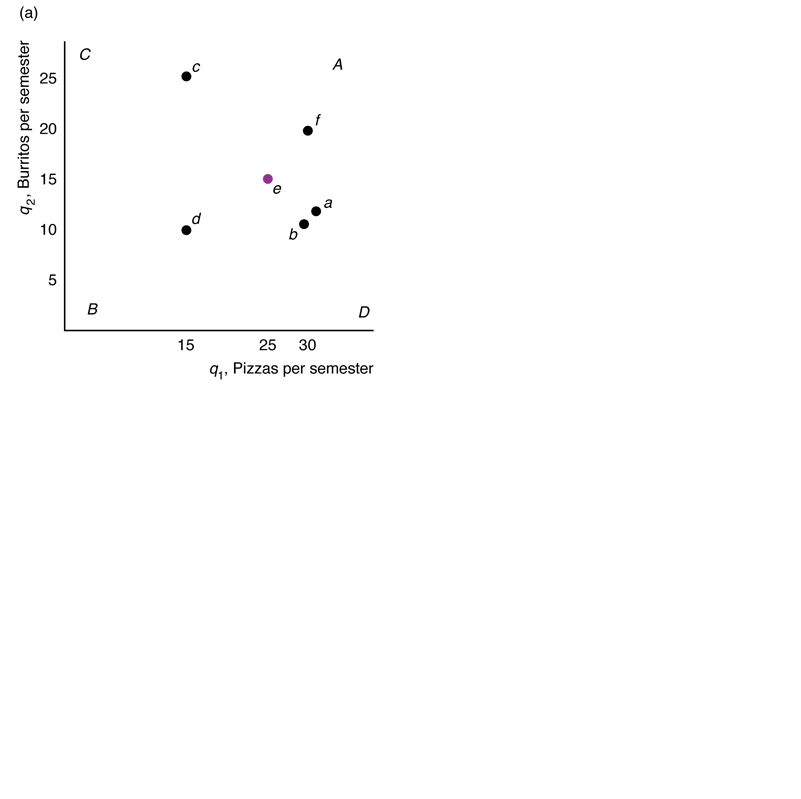 (a)
q2, Burritos per semester
C
A
c
25
f
20
15
e
a
d
10
b
5
B
D
15 25 30
q1, Pizzas per semester